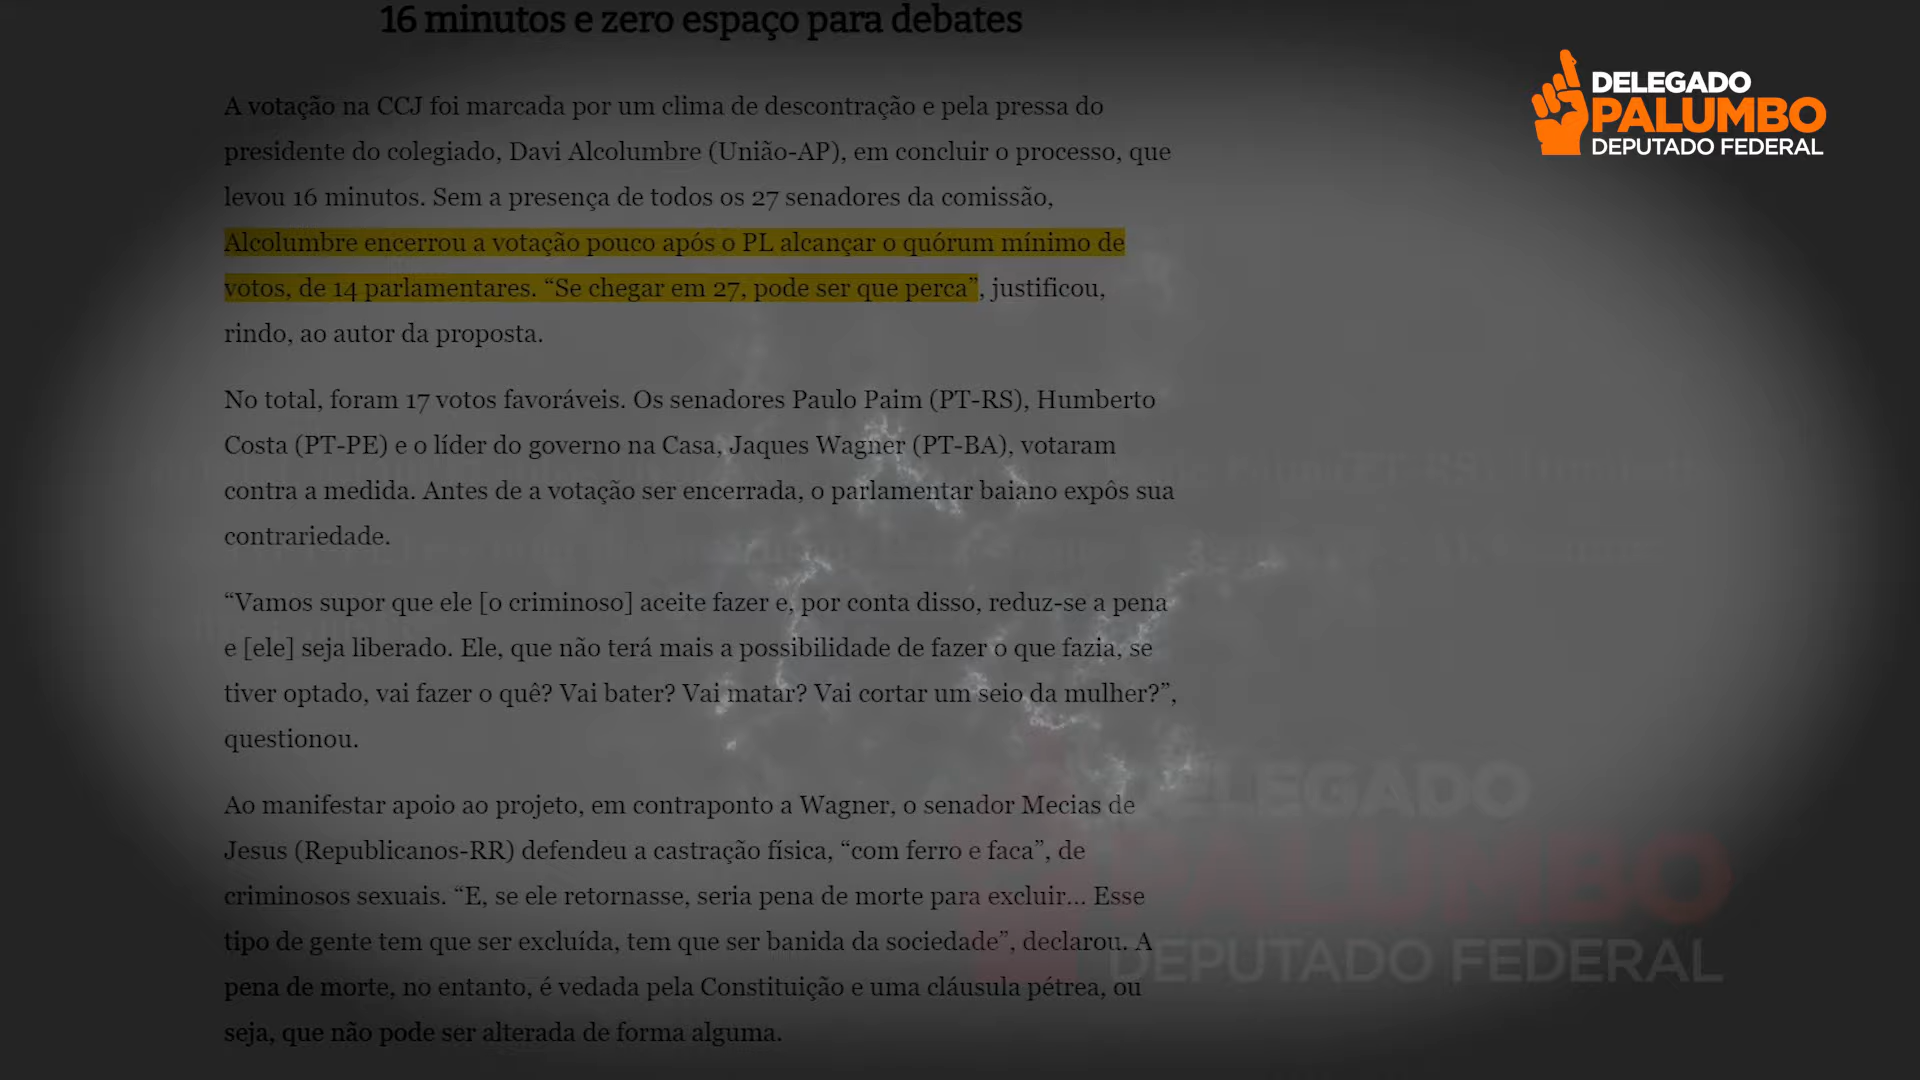 16 minutos e zero espaço para debates
DELEGADO
PALUMBO
DEPUTADO FEDERAL
A votação na CCJ foi marcada por um clima de descontração e pela pressa do
presidente do colegiado, Davi Alcolumbre (União-AP), em concluir o processo, que
levou 16 minutos. Sem a presença de todos os 27 senadores da comissão,
Alcolumbre encerrou a votação pouco após o PL alcançar o quórum mínimo de
votos, de 14 parlamentares. “Se chegar em 27, pode ser que perca”, justificou,
rindo, ao autor da proposta.
No total, foram 17 votos favoráveis. Os senadores Paulo Paim (PT-RS), Humberto
Costa (PT-PE) e o líder do governo na Casa, Jaques Wagner (PT-BA), votaram
contra a medida. Antes de a votação ser encerrada, o parlamentar baiano expôs sua
contrariedade.
“Vamos supor que ele [o criminoso] aceite fazer e, por conta disso, reduz-se a pena
e [ele] seja liberado. Ele, que não terá mais a possibilidade de fazer o que fazia, se
tiver optado, vai fazer o quê? Vai bater? Vai matar? Vai cortar um seio da mulher?”,
questionou.
Ao manifestar apoio ao projeto, em contraponto a Wagner, o senador Mecias de
Jesus (Republicanos-RR) defendeu a castração física, “com ferro e faca”, de
criminosos sexuais. “E, se ele retornasse, seria pena de morte para excluir... Esse
tipo de gente tem que ser excluída, tem que ser banida da sociedade”, declarou. A
pena de morte, no entanto, é vedada pela Constituição e uma cláusula pétrea, ou
seja, que não pode ser alterada de forma alguma.
DELEGADO
PALUMBO
DEPUTADO FEDERAL